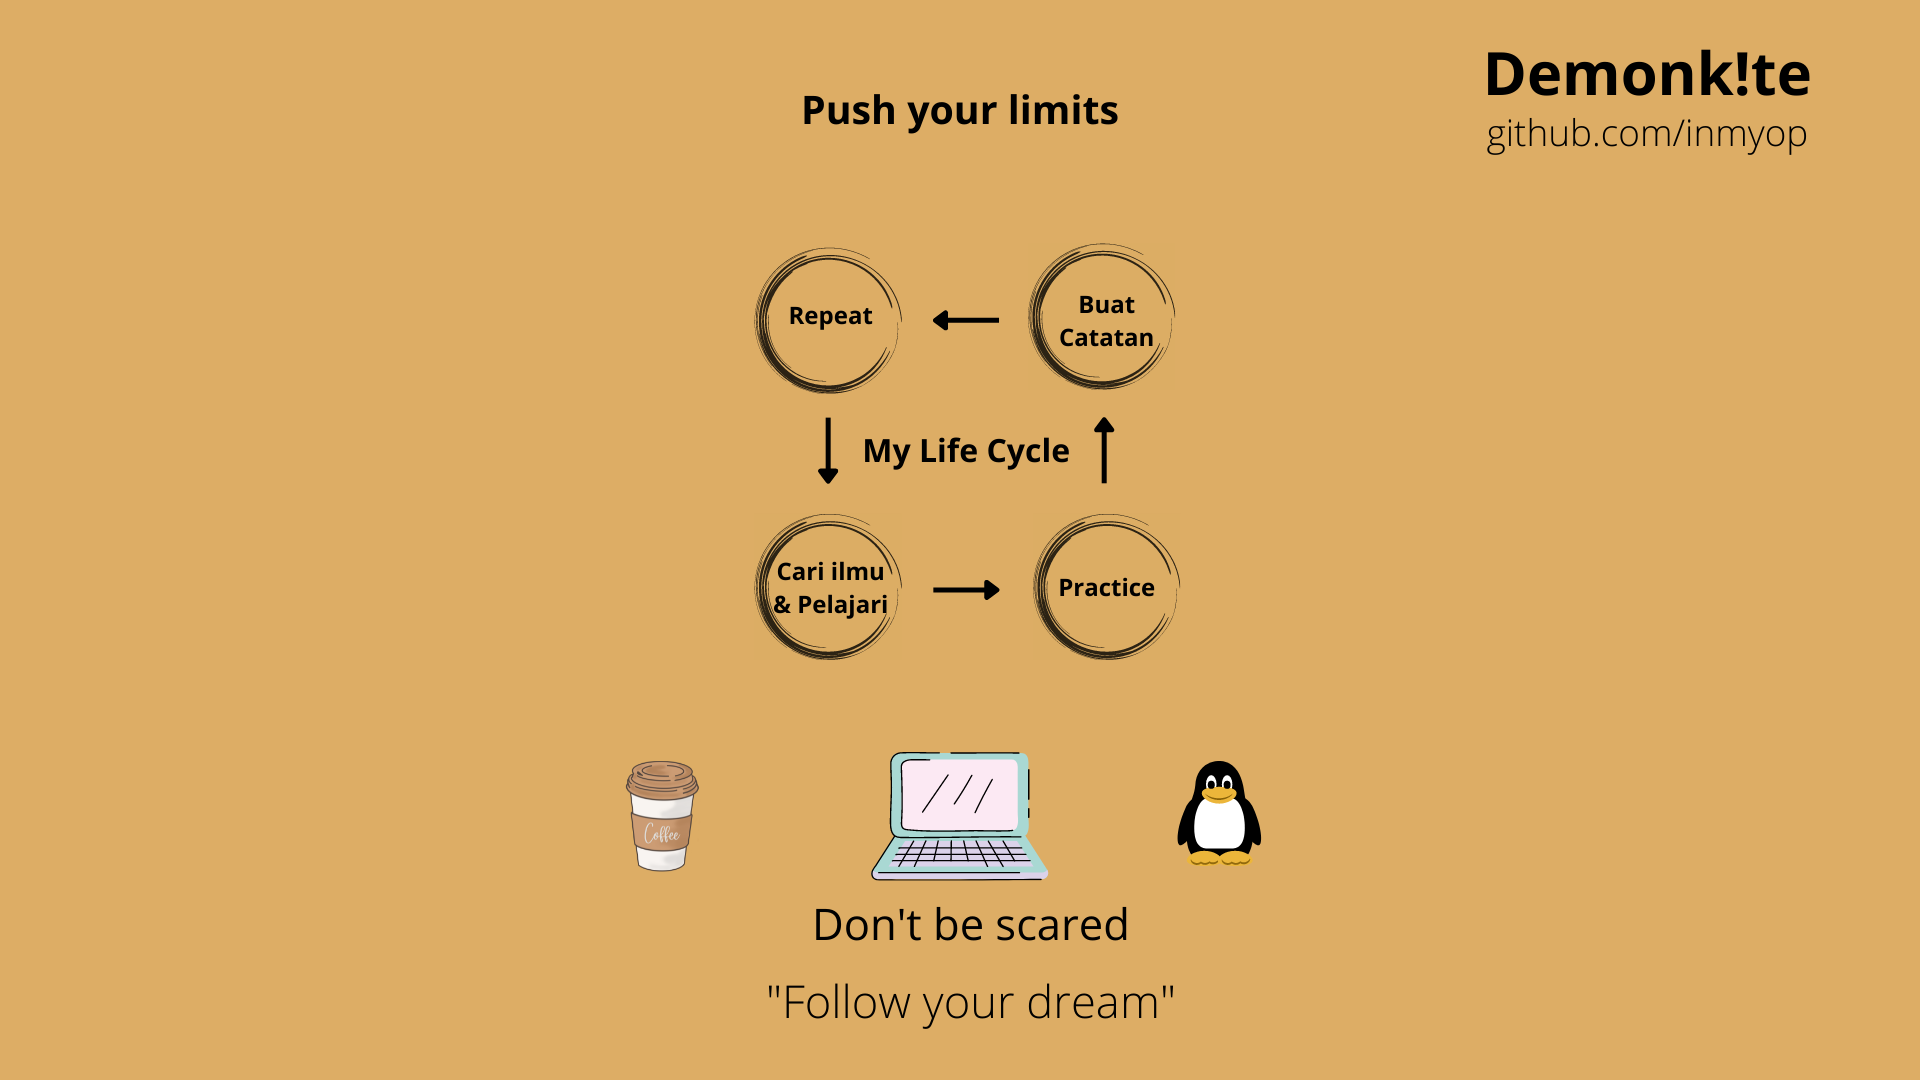 Demonk!te
github.com/inmyop
Push your limits
Repeat
Buat
Catatan
My Life Cycle
Cari ilmu
& Pelajari
Practice
Coffee
Don't be scared
"Follow your dream"